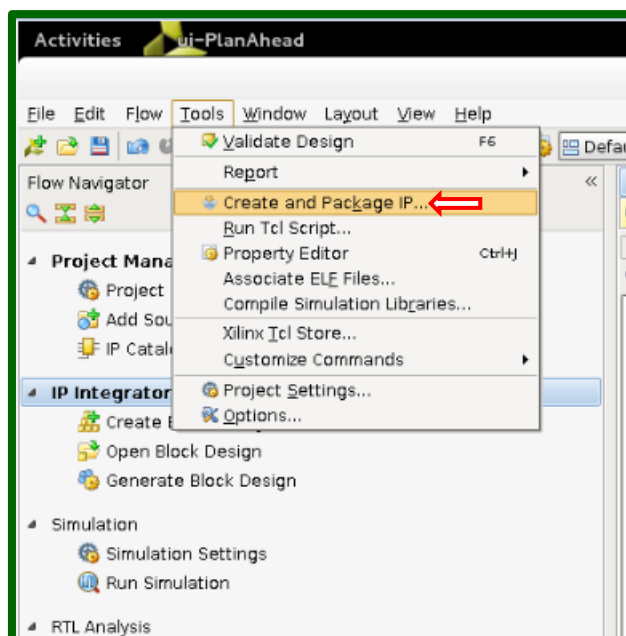 Activities ui-PlanAhead
File Edit Flow Tools Window Layout View Help
Validate Design F6
Report
Create and Package IP...
Run Tcl Script...
Property Editor Ctrl+J
Associate ELF Files...
Compile Simulation Libraries...
Xilinx Tcl Store...
Customize Commands
Project Settings...
Options...
Defau
Flow Navigator
Project Mana
Project
Add Sou
IP Catal
IP Integrator
Create
Open Block Design
Generate Block Design
Simulation
Simulation Settings
Run Simulation
RTL Analysis